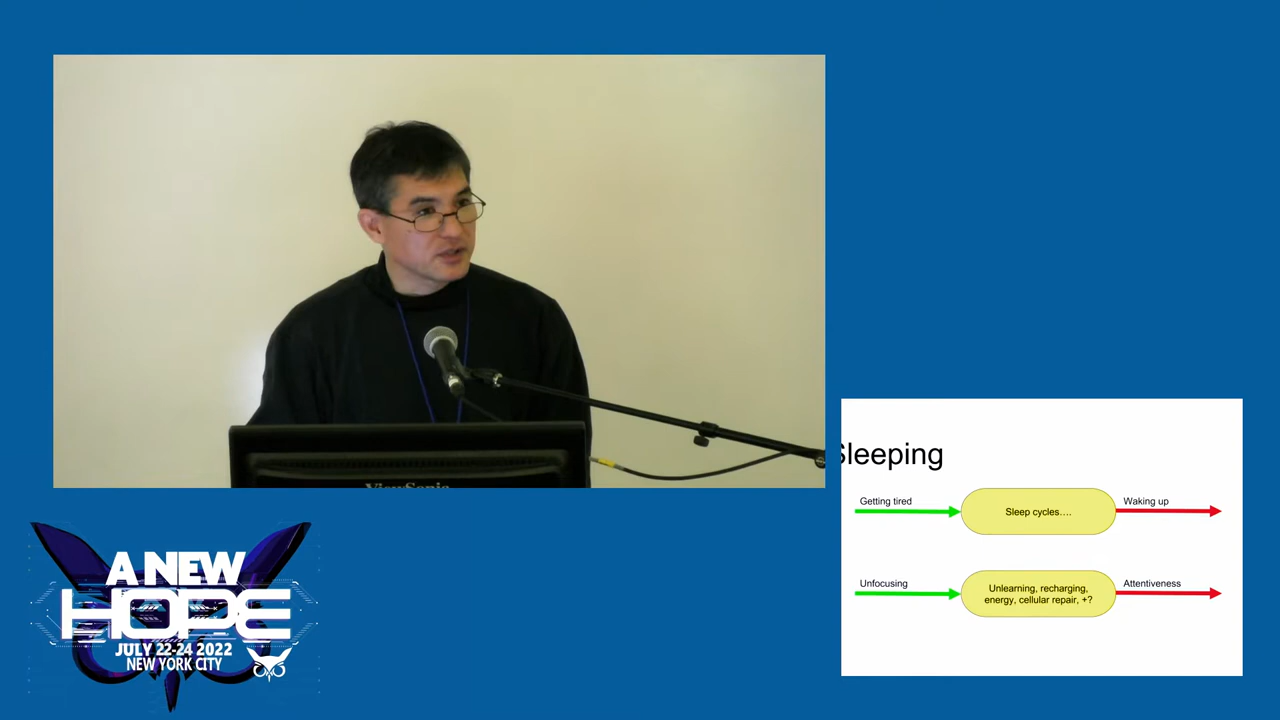 ViewSonic
Sleeping
Getting tired
Sleep cycles....
Waking up
Unfocusing
Unlearning, recharging,
energy, cellular repair, +?
Attentiveness
A NEW
HOPE
JULY 22-24 2022
NEW YORK CITY